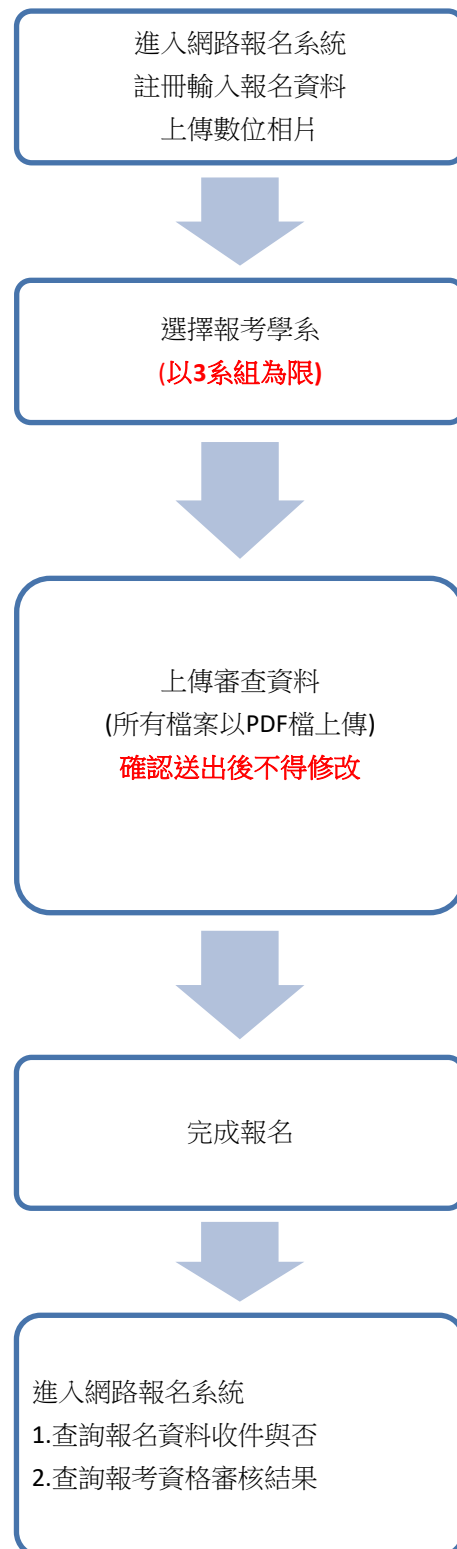 進入網路報名系統
註冊輸入報名資料
上傳數位相片
選擇報考學系
(以3系組為限)
上傳審查資料
(所有檔案以PDF檔上傳)
確認送出後不得修改
完成報名
進入網路報名系統
1.查詢報名資料收件與否
2.查詢報考資格審核結果